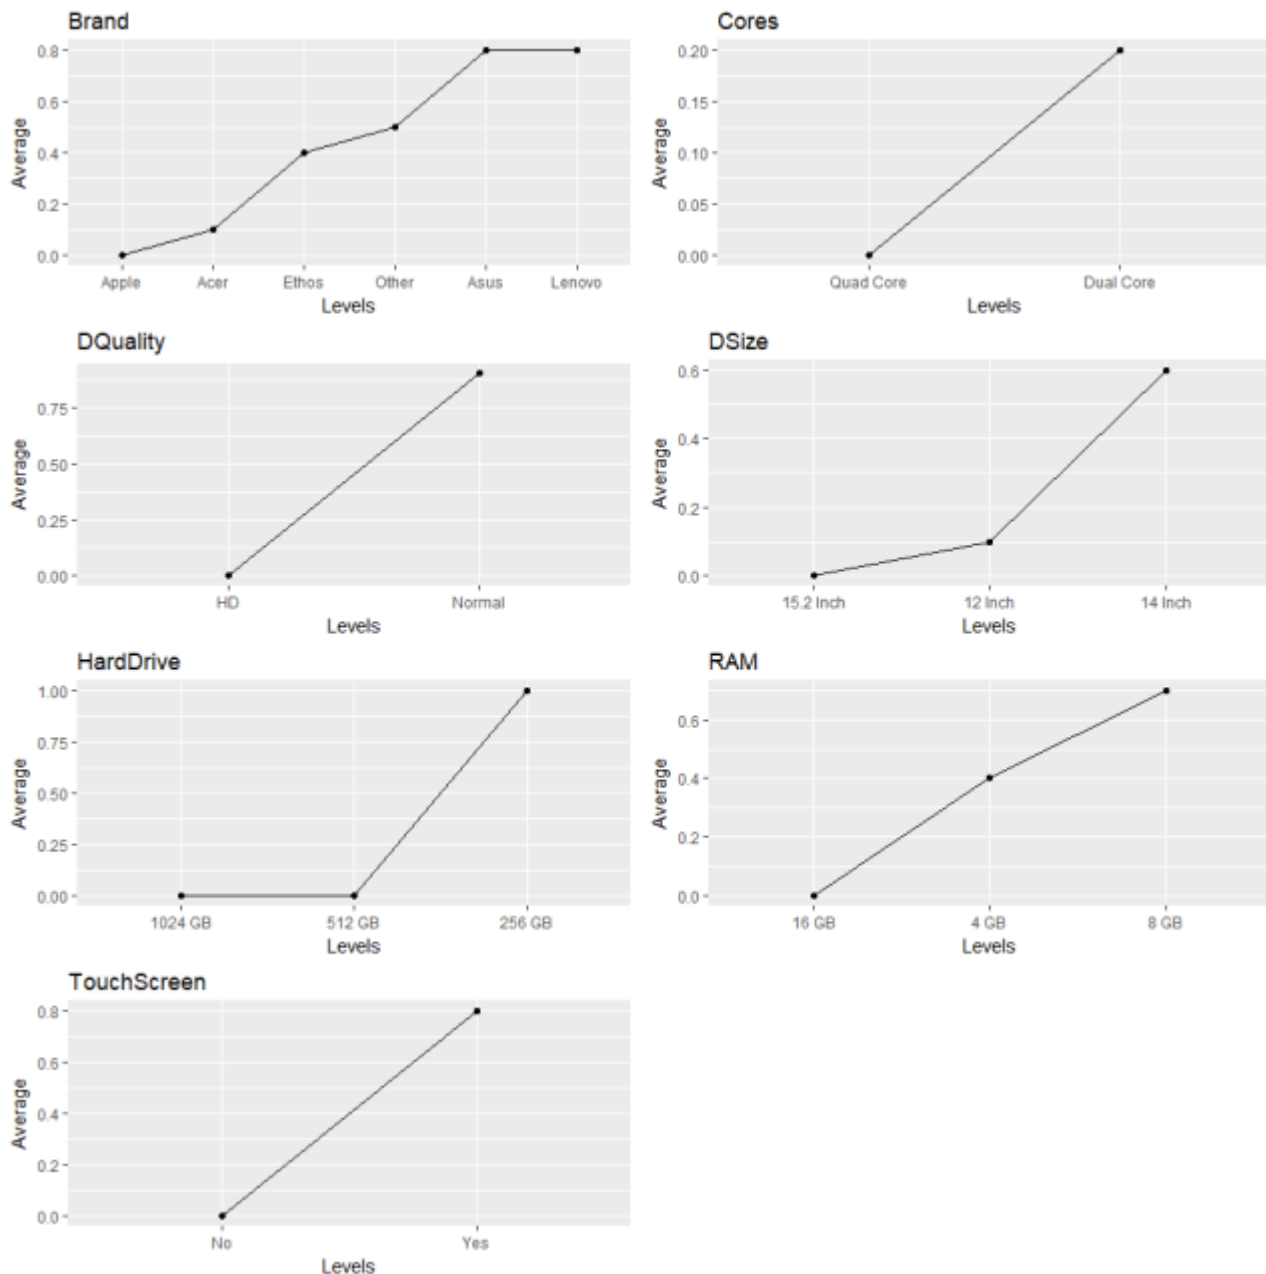 Brand
Average
0.8
0.6
0.4
0.2
0.0
Apple Acer Ethos Other Asus Lenovo
Levels
Cores
Average
0.20
0.15
0.10
0.05
0.00
Quad Core Dual Core
Levels
DQuality
Average
0.75
0.50
0.25
0.00
HD Normal
Levels
DSize
Average
0.6
0.4
0.2
0.0
15.2 Inch 12 Inch 14 Inch
Levels
HardDrive
Average
1.00
0.75
0.50
0.25
0.00
1024 GB 512 GB 256 GB
Levels
RAM
Average
0.6
0.4
0.2
0.0
16 GB 4 GB 8 GB
Levels
TouchScreen
Average
0.8
0.6
0.4
0.2
0.0
No Yes
Levels